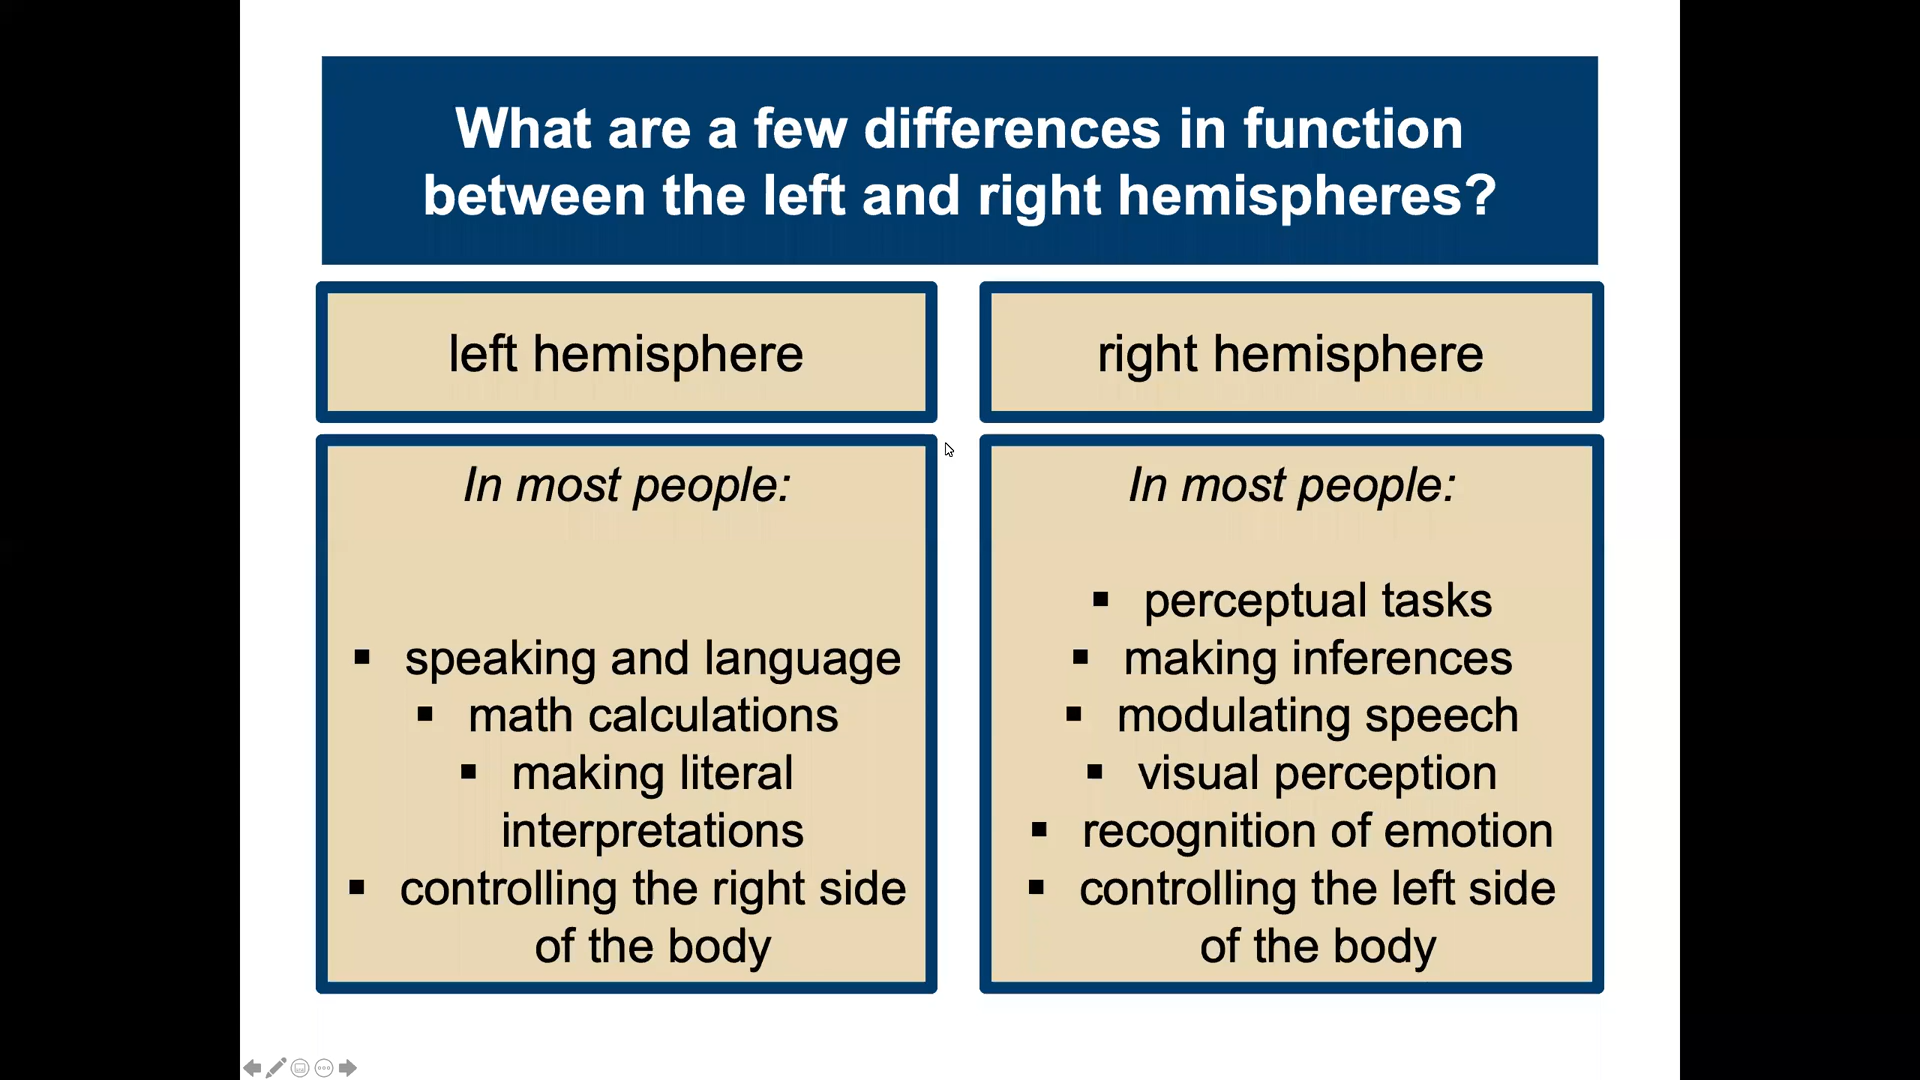 What are a few differences in function
between the left and right hemispheres?
left hemisphere
In most people:
▪ speaking and language
▪ math calculations
▪ making literal
interpretations
▪ controlling the right side
of the body
right hemisphere
In most people:
▪ perceptual tasks
▪ making inferences
▪ modulating speech
▪ visual perception
▪ recognition of emotion
▪ controlling the left side
of the body